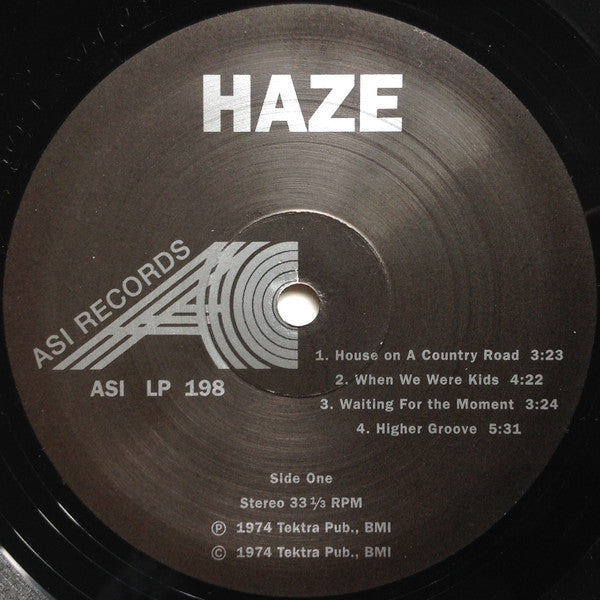 HAZE
ASI RECORDS
ASI LP 198
1. House on A Country Road 3:23
2. When We Were Kids 4:22
3. Waiting For the Moment 3:24
4. Higher Groove 5:31
Side One
Stereo 33 1/3 RPM
℗ 1974 Tektra Pub., BMI
© 1974 Tektra Pub., BMI